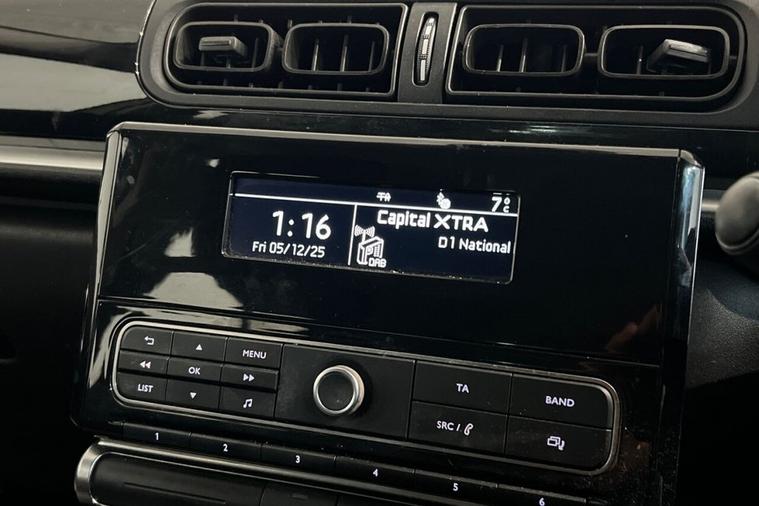 TA
7°C
1:16
Capital XTRA
Fri 05/12/25
D1 National
DAB
MENU
OK
LIST
TA
BAND
SRC /
1
2
3
4
5
6